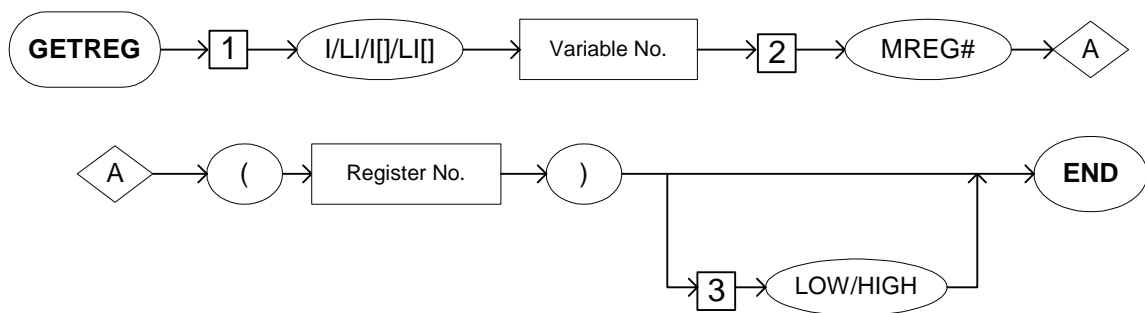 GETREG 1 I/LI/I[]/LI[] Variable No. 2 MREG# A
A ( Register No. ) END
3 LOW/HIGH